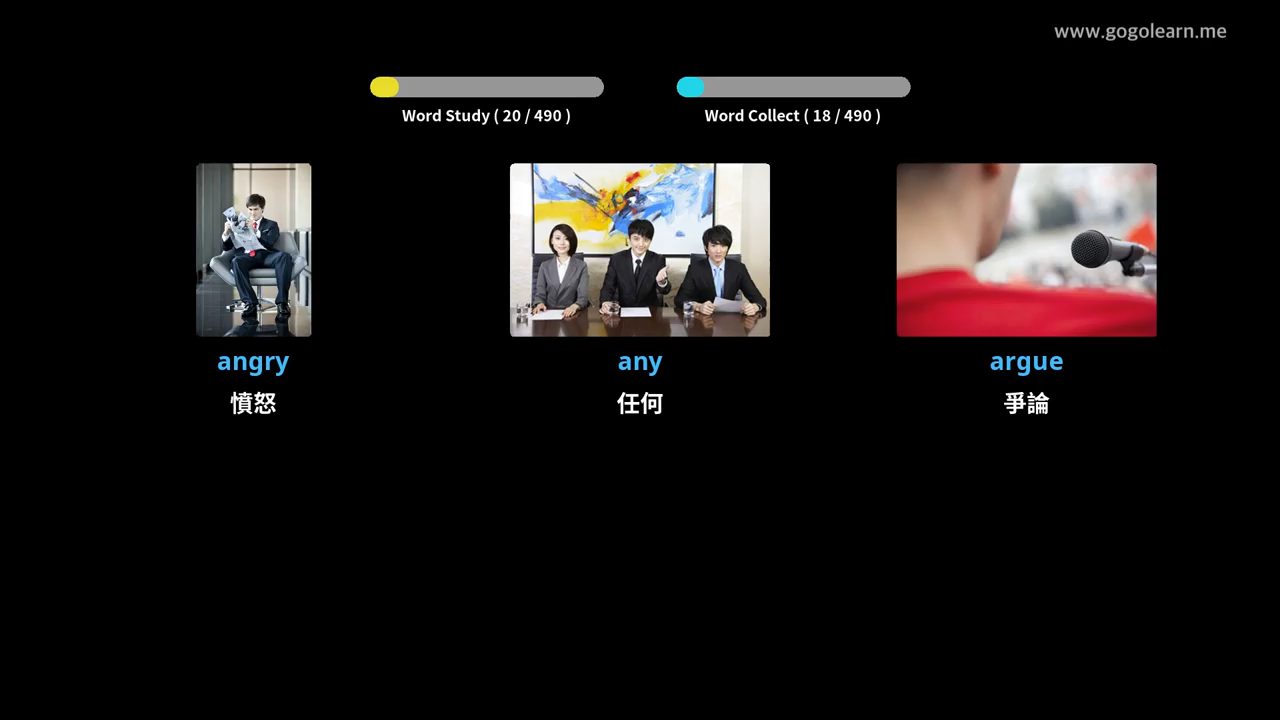 www.gogolearn.me
Word Study ( 20 / 490 )
Word Collect ( 18 / 490 )
angry
any
argue
憤怒
任何
爭論